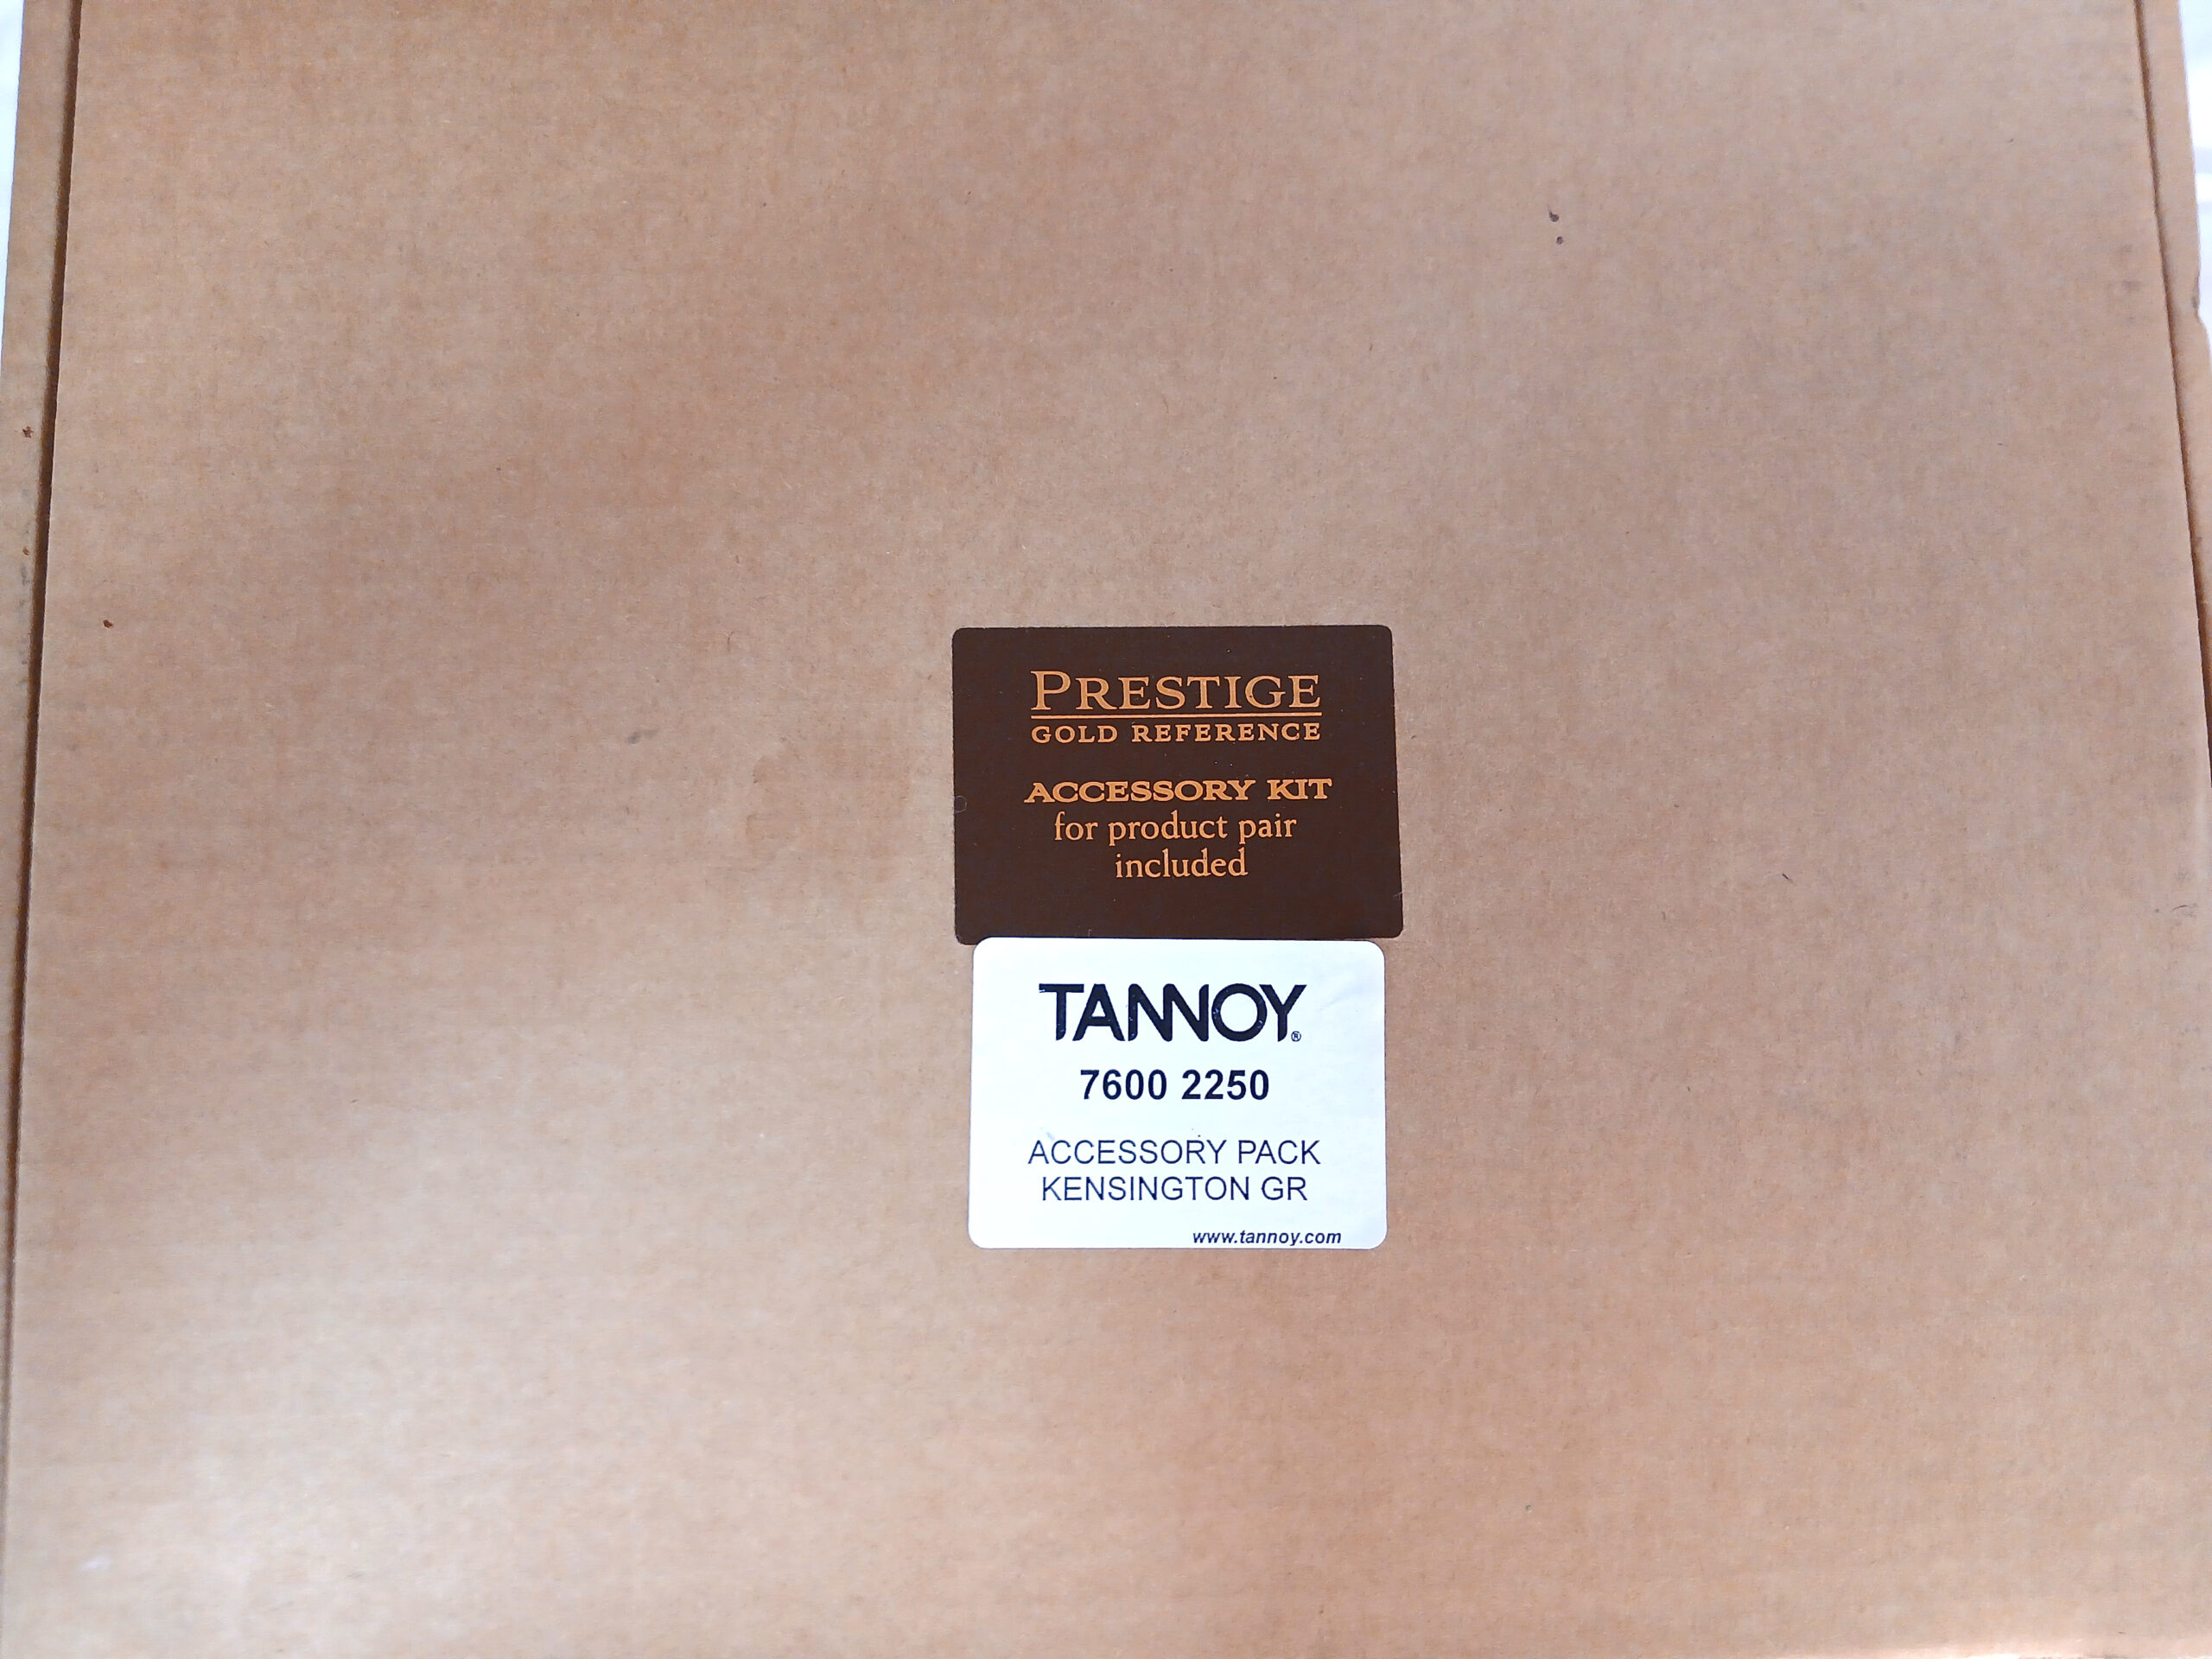 PRESTIGE
GOLD REFERENCE
ACCESSORY KIT
for product pair
included
TANNOY®
7600 2250
ACCESSORY PACK
KENSINGTON GR
www.tannoy.com